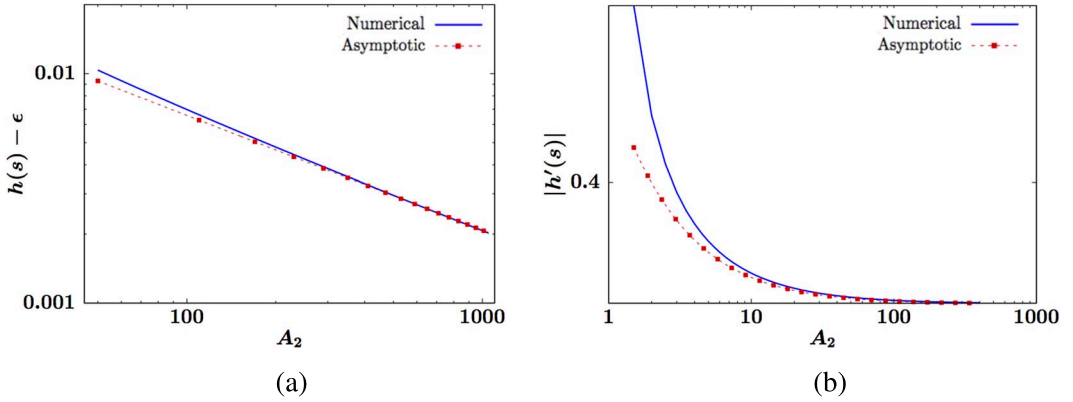 Numerical
Asymptotic
0.01
0.001
h(s) − ϵ
100
1000
A₂
(a)
Numerical
Asymptotic
0.4
|h′(s)|
1
10
100
1000
A₂
(b)